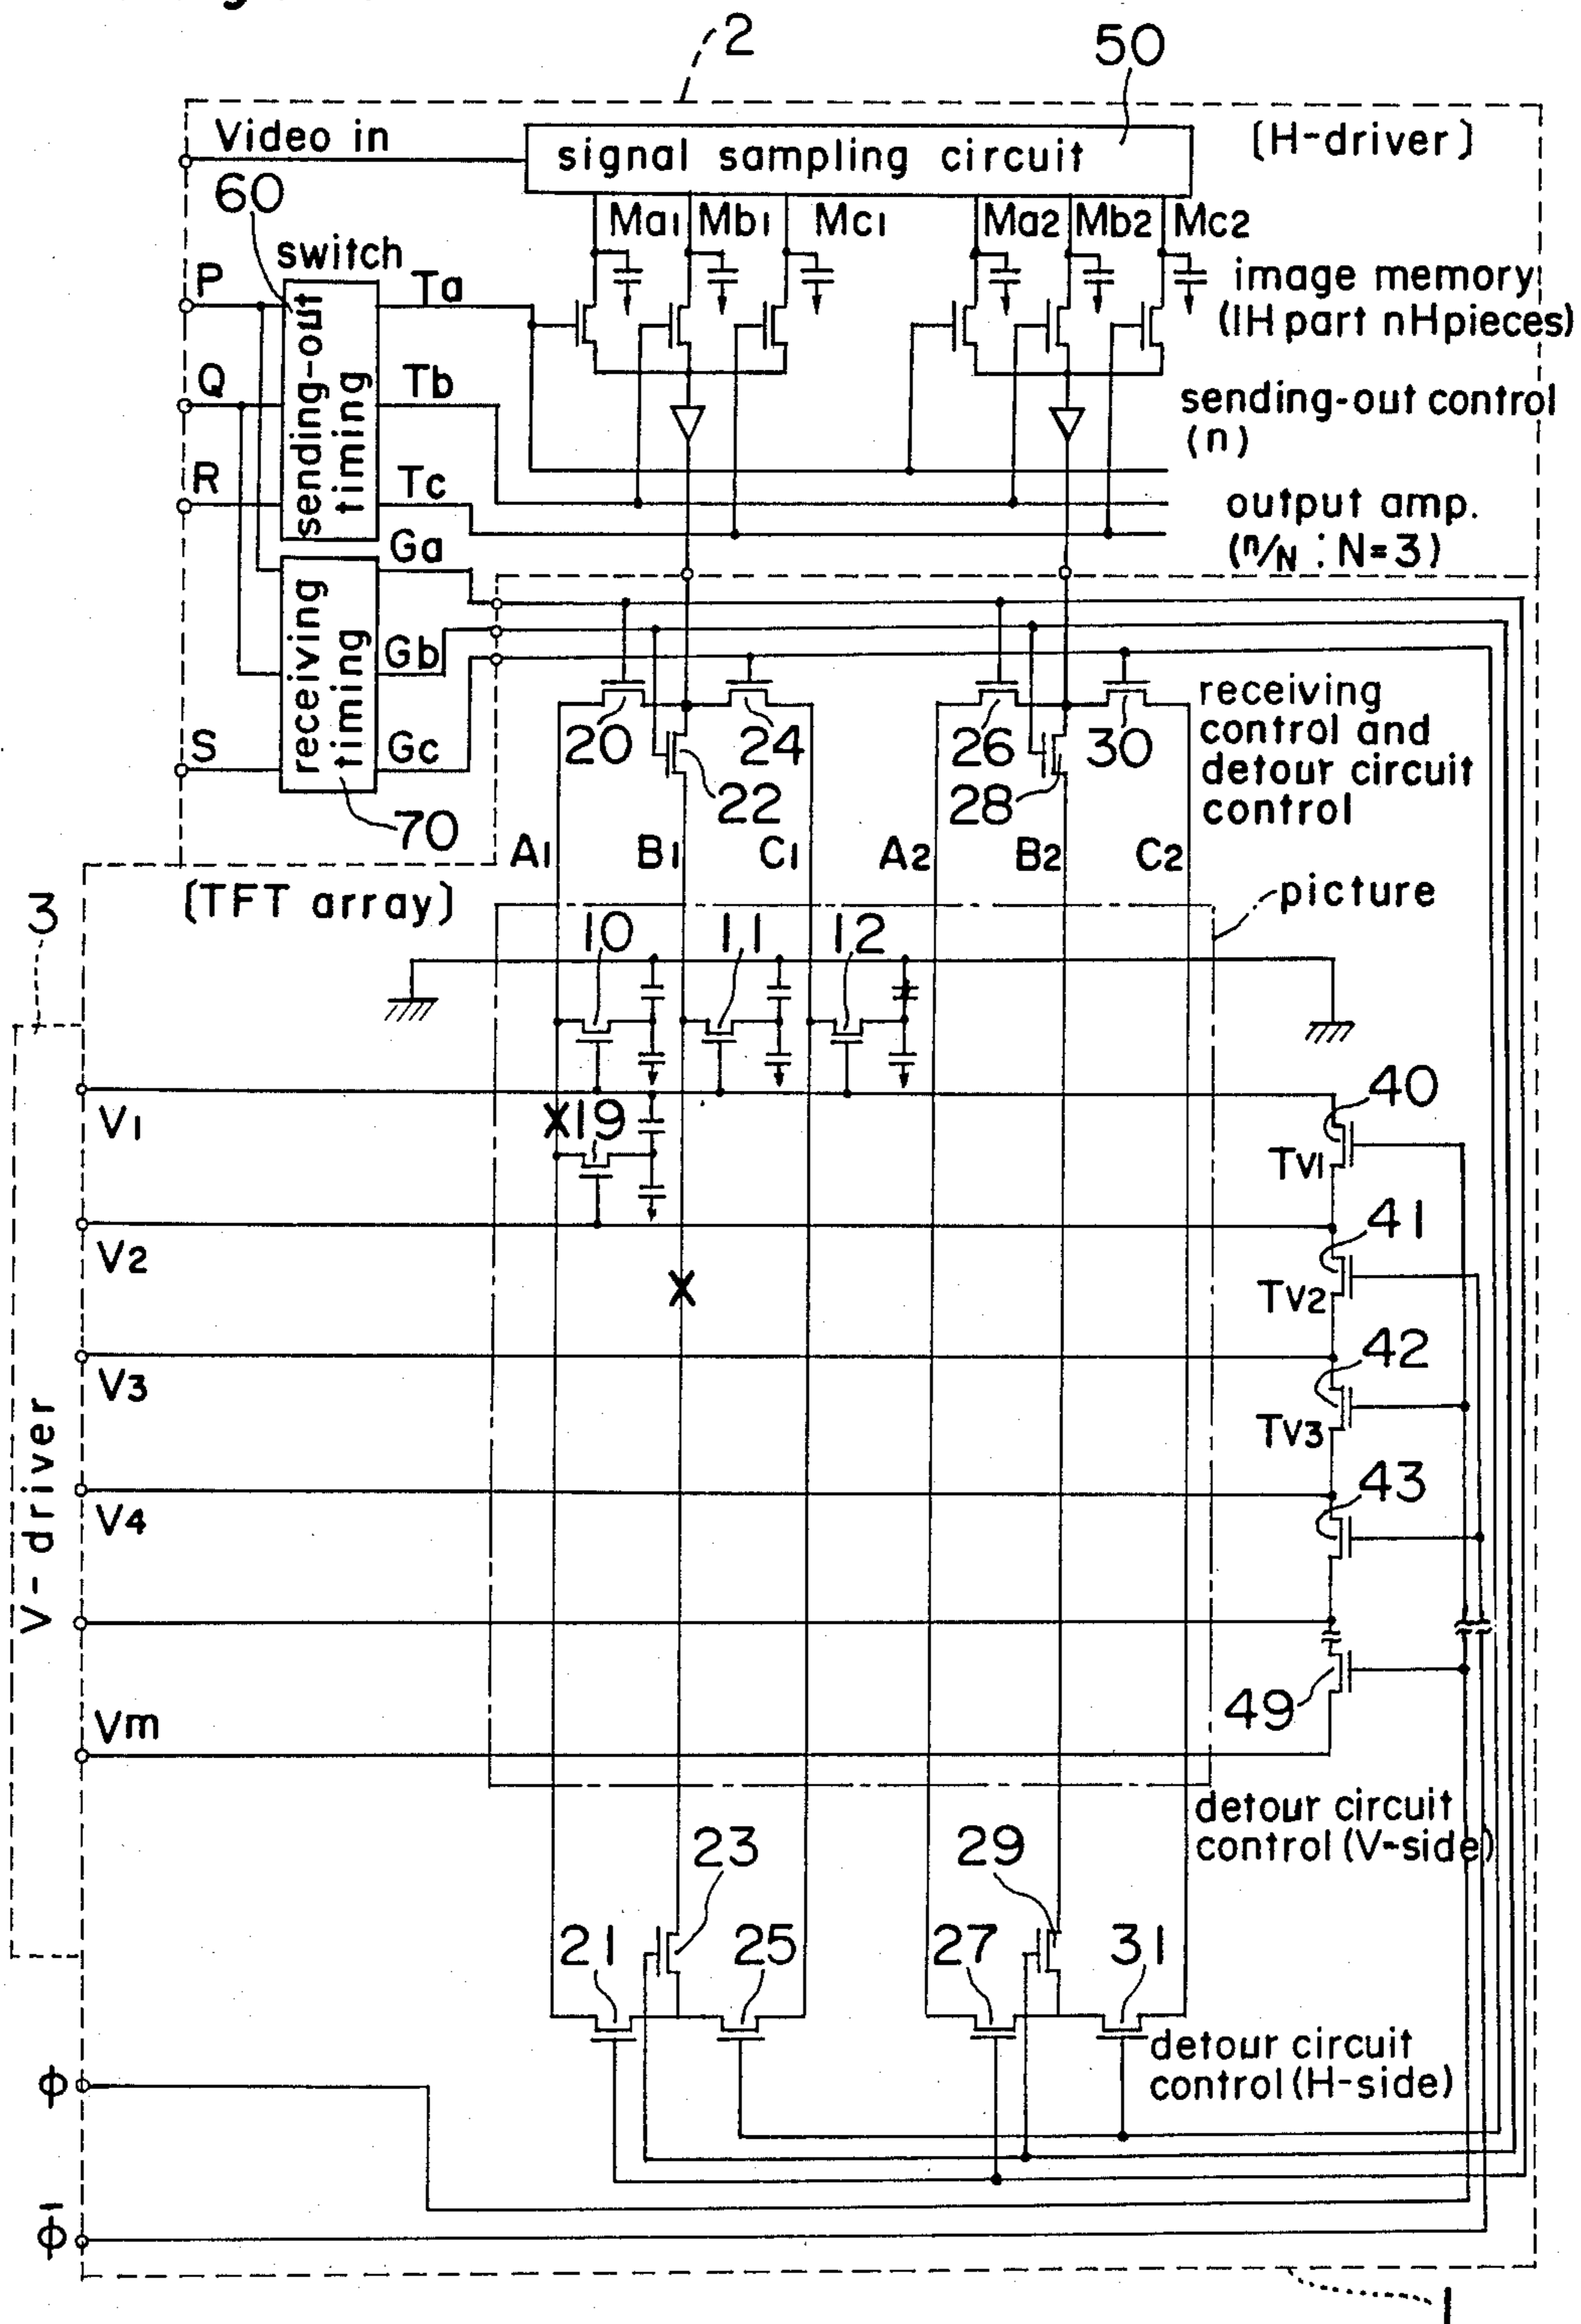 2
50
Video in
signal sampling circuit
[H-driver]
60
Ma1 Mb1 Mc1
Ma2 Mb2 Mc2
switch
P
Ta
image memory
(1H part nH pieces)
sending-out
timing
Q
Tb
sending-out control
(n)
R
Tc
output amp.
(n/N : N=3)
Ga
receiving
timing
Gb
Gc
S
70
20
24
22
26
30
28
receiving
control and
detour circuit
control
A1
B1
C1
A2
B2
C2
[TFT array]
picture
3
10
11
12
V1
X
19
40
TV1
V2
41
X
TV2
V3
42
TV3
V4
43
V-driver
49
Vm
detour circuit
control (V-side)
23
29
21
25
27
31
detour circuit
control (H-side)
ϕ
ϕ̅
1